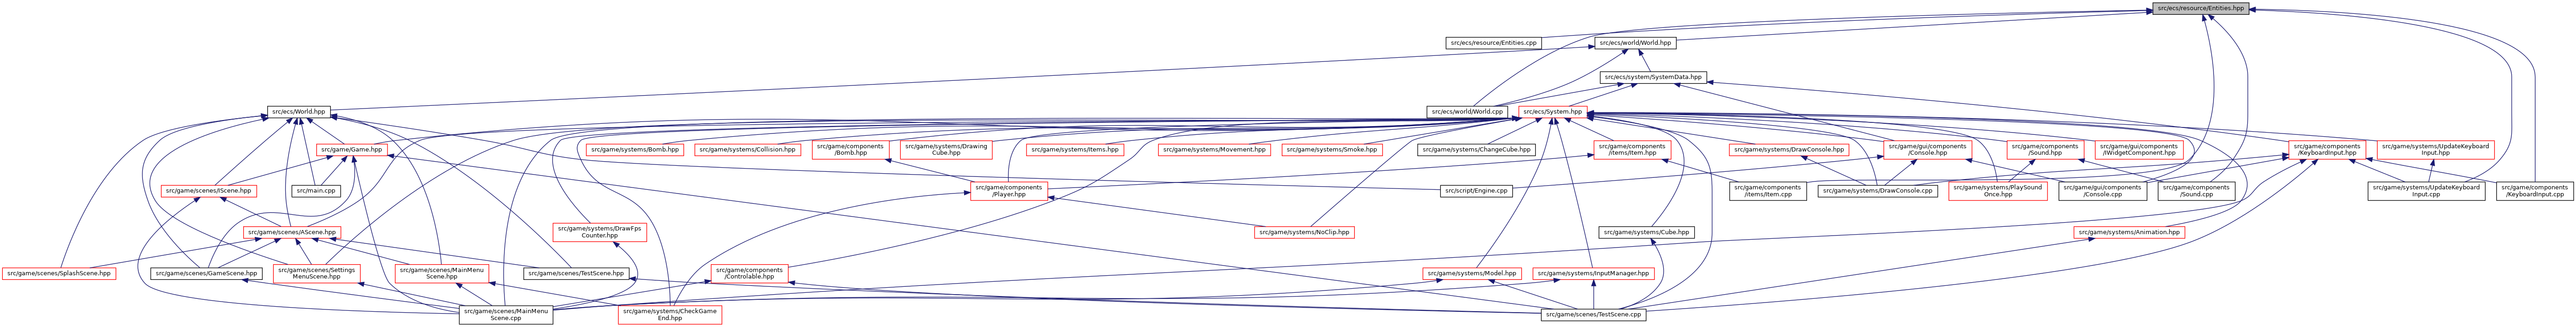 src/ecs/resource/Entities.hpp
src/ecs/resource/Entities.cpp
src/ecs/world/World.hpp
src/ecs/system/SystemData.hpp
src/ecs/World.hpp
src/ecs/world/World.cpp
src/ecs/System.hpp
src/game/Game.hpp
src/game/systems/Bomb.hpp
src/game/systems/Collision.hpp
src/game/components
/Bomb.hpp
src/game/systems/Drawing
Cube.hpp
src/game/systems/Items.hpp
src/game/systems/Movement.hpp
src/game/systems/Smoke.hpp
src/game/systems/ChangeCube.hpp
src/game/components
/items/Item.hpp
src/game/systems/DrawConsole.hpp
src/game/gui/components
/Console.hpp
src/game/components
/Sound.hpp
src/game/gui/components
/IWidgetComponent.hpp
src/game/components
/KeyboardInput.hpp
src/game/systems/UpdateKeyboard
Input.hpp
src/game/scenes/IScene.hpp
src/main.cpp
src/game/components
/Player.hpp
src/script/Engine.cpp
src/game/components
/items/Item.cpp
src/game/systems/DrawConsole.cpp
src/game/systems/PlaySound
Once.hpp
src/game/gui/components
/Console.cpp
src/game/components
/Sound.cpp
src/game/systems/UpdateKeyboard
Input.cpp
src/game/components
/KeyboardInput.cpp
src/game/scenes/AScene.hpp
src/game/systems/DrawFps
Counter.hpp
src/game/systems/NoClip.hpp
src/game/systems/Cube.hpp
src/game/systems/Animation.hpp
src/game/scenes/SplashScene.hpp
src/game/scenes/GameScene.hpp
src/game/scenes/Settings
MenuScene.hpp
src/game/scenes/MainMenu
Scene.hpp
src/game/scenes/TestScene.hpp
src/game/components
/Controlable.hpp
src/game/systems/Model.hpp
src/game/systems/InputManager.hpp
src/game/scenes/MainMenu
Scene.cpp
src/game/systems/CheckGame
End.hpp
src/game/scenes/TestScene.cpp